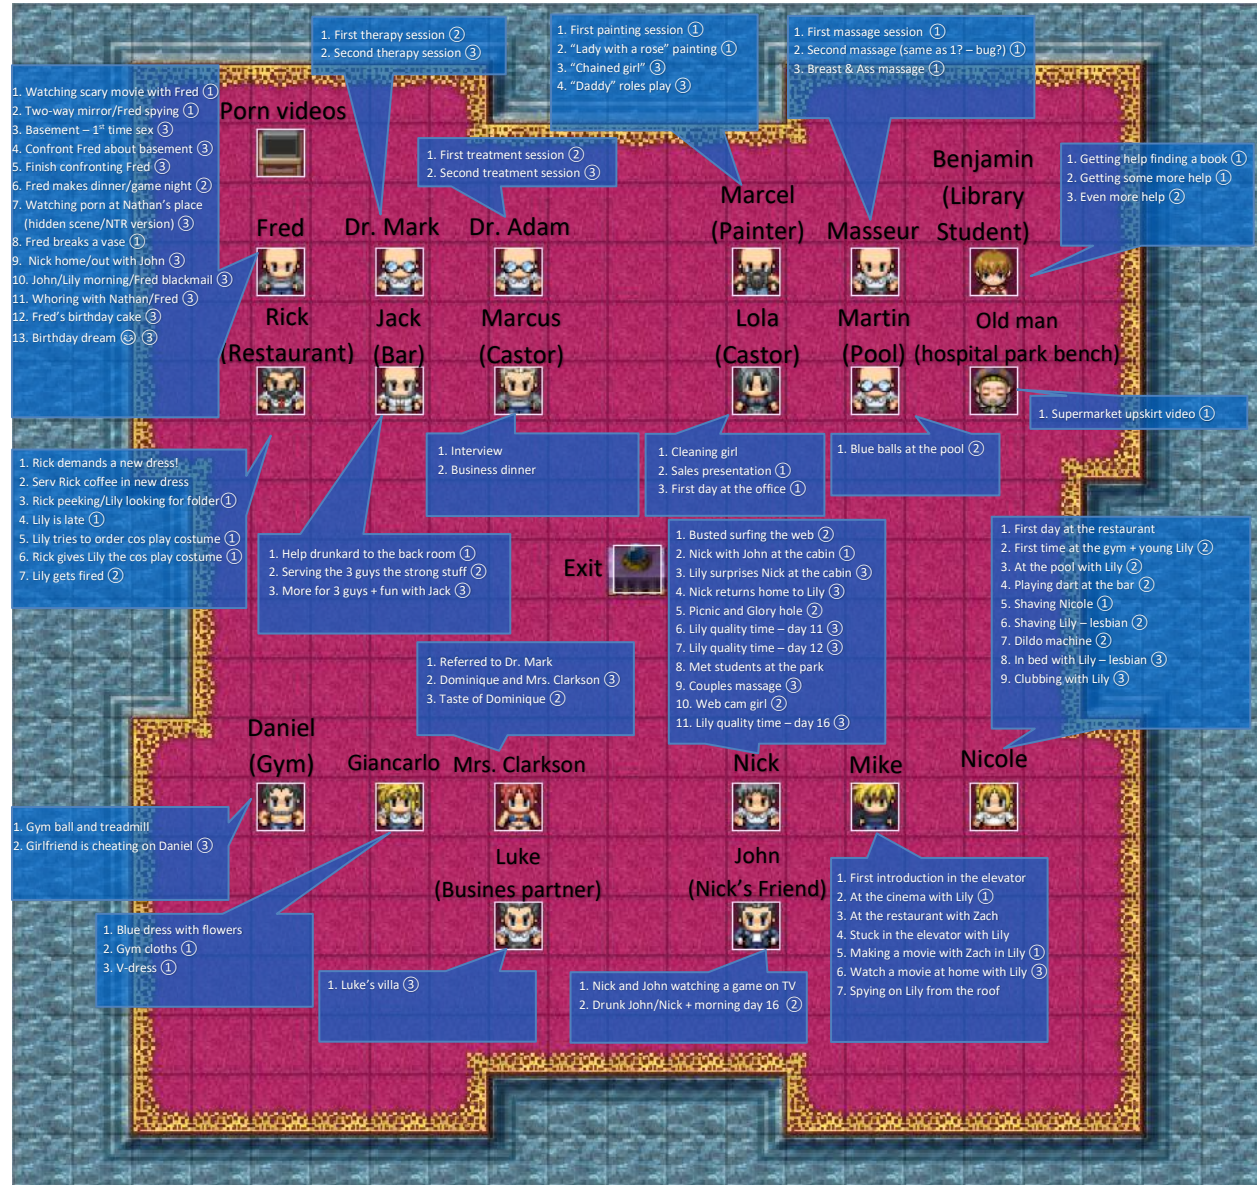 1. First therapy session ②
2. Second therapy session ③
1. First painting session ①
2. “Lady with a rose” painting ①
3. “Chained girl” ③
4. “Daddy” roles play ③
1. First massage session ①
2. Second massage (same as 1? – bug?) ①
3. Breast & Ass massage ①
1. Watching scary movie with Fred ①
2. Two-way mirror/Fred spying ①
3. Basement – 1st time sex ③
4. Confront Fred about basement ③
5. Finish confronting Fred ③
6. Fred makes dinner/game night ②
7. Watching porn at Nathan’s place
(hidden scene/NTR version) ③
8. Fred breaks a vase ①
9. Nick home/out with John ③
10. John/Lily morning/Fred blackmail ③
11. Whoring with Nathan/Fred ③
12. Fred’s birthday cake ③
13. Birthday dream ☺ ③
Porn videos
1. First treatment session ②
2. Second treatment session ③
1. Getting help finding a book ①
2. Getting some more help ①
3. Even more help ②
Fred
Dr. Mark
Dr. Adam
Marcel
(Painter)
Masseur
Benjamin
(Library
Student)
Rick
(Restaurant)
Jack
(Bar)
Marcus
(Castor)
Lola
(Castor)
Martin
(Pool)
Old man
(hospital park bench)
1. Supermarket upskirt video ①
1. Rick demands a new dress!
2. Serv Rick coffee in new dress
3. Rick peeking/Lily looking for folder ①
4. Lily is late ①
5. Lily tries to order cos play costume ①
6. Rick gives Lily the cos play costume ①
7. Lily gets fired ②
1. Interview
2. Business dinner
1. Cleaning girl
2. Sales presentation ①
3. First day at the office ①
1. Blue balls at the pool ②
1. Help drunkard to the back room ①
2. Serving the 3 guys the strong stuff ②
3. More for 3 guys + fun with Jack ③
Exit
1. Busted surfing the web ②
2. Nick with John at the cabin ①
3. Lily surprises Nick at the cabin ③
4. Nick returns home to Lily ③
5. Picnic and Glory hole ②
6. Lily quality time – day 11 ③
7. Lily quality time – day 12 ③
8. Met students at the park
9. Couples massage ③
10. Web cam girl ②
11. Lily quality time – day 16 ③
1. First day at the restaurant
2. First time at the gym + young Lily ②
3. At the pool with Lily ②
4. Playing dart at the bar ②
5. Shaving Nicole ①
6. Shaving Lily – lesbian ②
7. Dildo machine ②
8. In bed with Lily – lesbian ③
9. Clubbing with Lily ③
1. Referred to Dr. Mark
2. Dominique and Mrs. Clarkson ③
3. Taste of Dominique ②
Daniel
(Gym)
Giancarlo
Mrs. Clarkson
Nick
Mike
Nicole
1. Gym ball and treadmill
2. Girlfriend is cheating on Daniel ③
Luke
(Busines partner)
John
(Nick’s Friend)
1. Blue dress with flowers
2. Gym cloths ①
3. V-dress ①
1. First introduction in the elevator
2. At the cinema with Lily ①
3. At the restaurant with Zach
4. Stuck in the elevator with Lily
5. Making a movie with Zach in Lily ①
6. Watch a movie at home with Lily ③
7. Spying on Lily from the roof
1. Luke’s villa ③
1. Nick and John watching a game on TV
2. Drunk John/Nick + morning day 16 ②